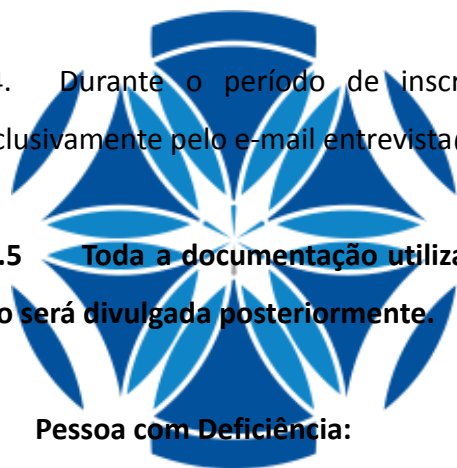 4. Durante o período de inscr
clusivamente pelo e-mail entrevista
.5 Toda a documentação utiliza
o será divulgada posteriormente.
Pessoa com Deficiência: